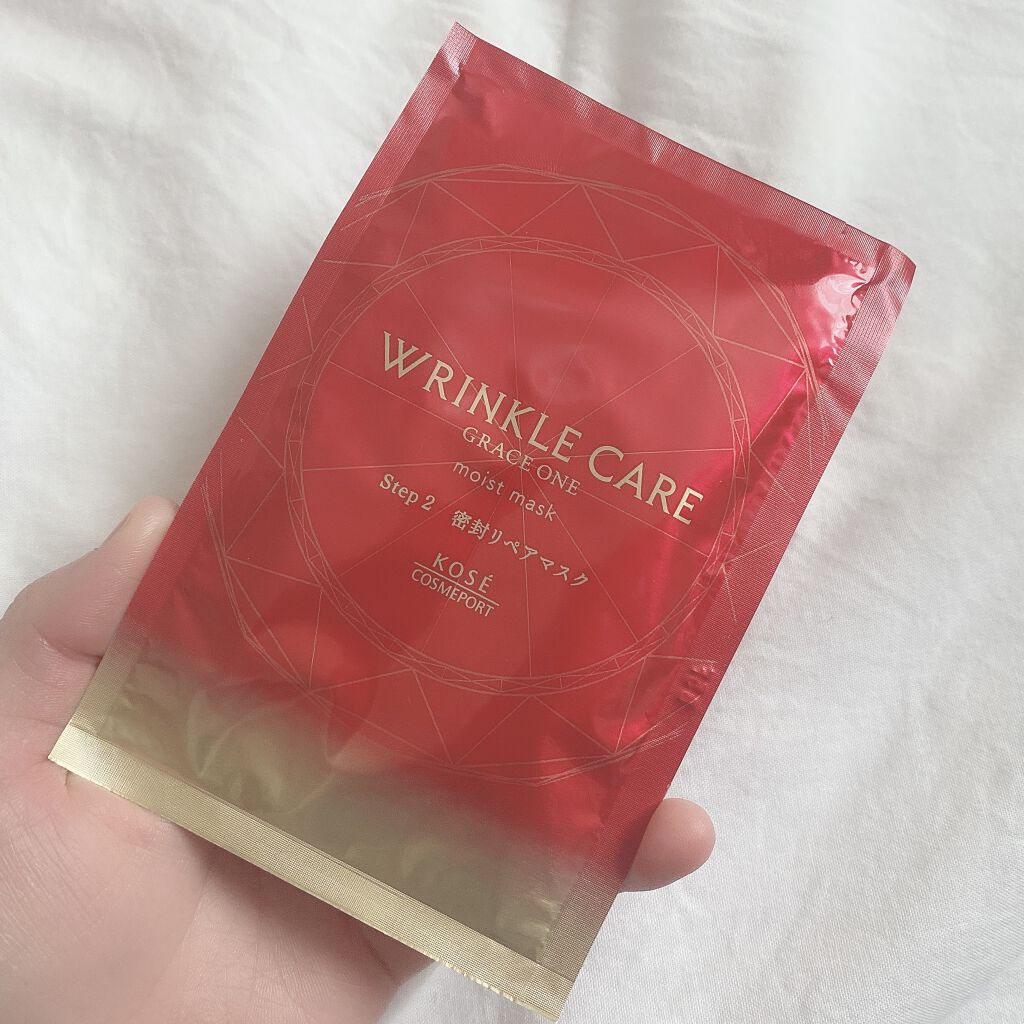 WRINKLE CARE
GRACE ONE
moist mask
Step 2 密封リペアマスク
KOSÉ
COSMEPORT